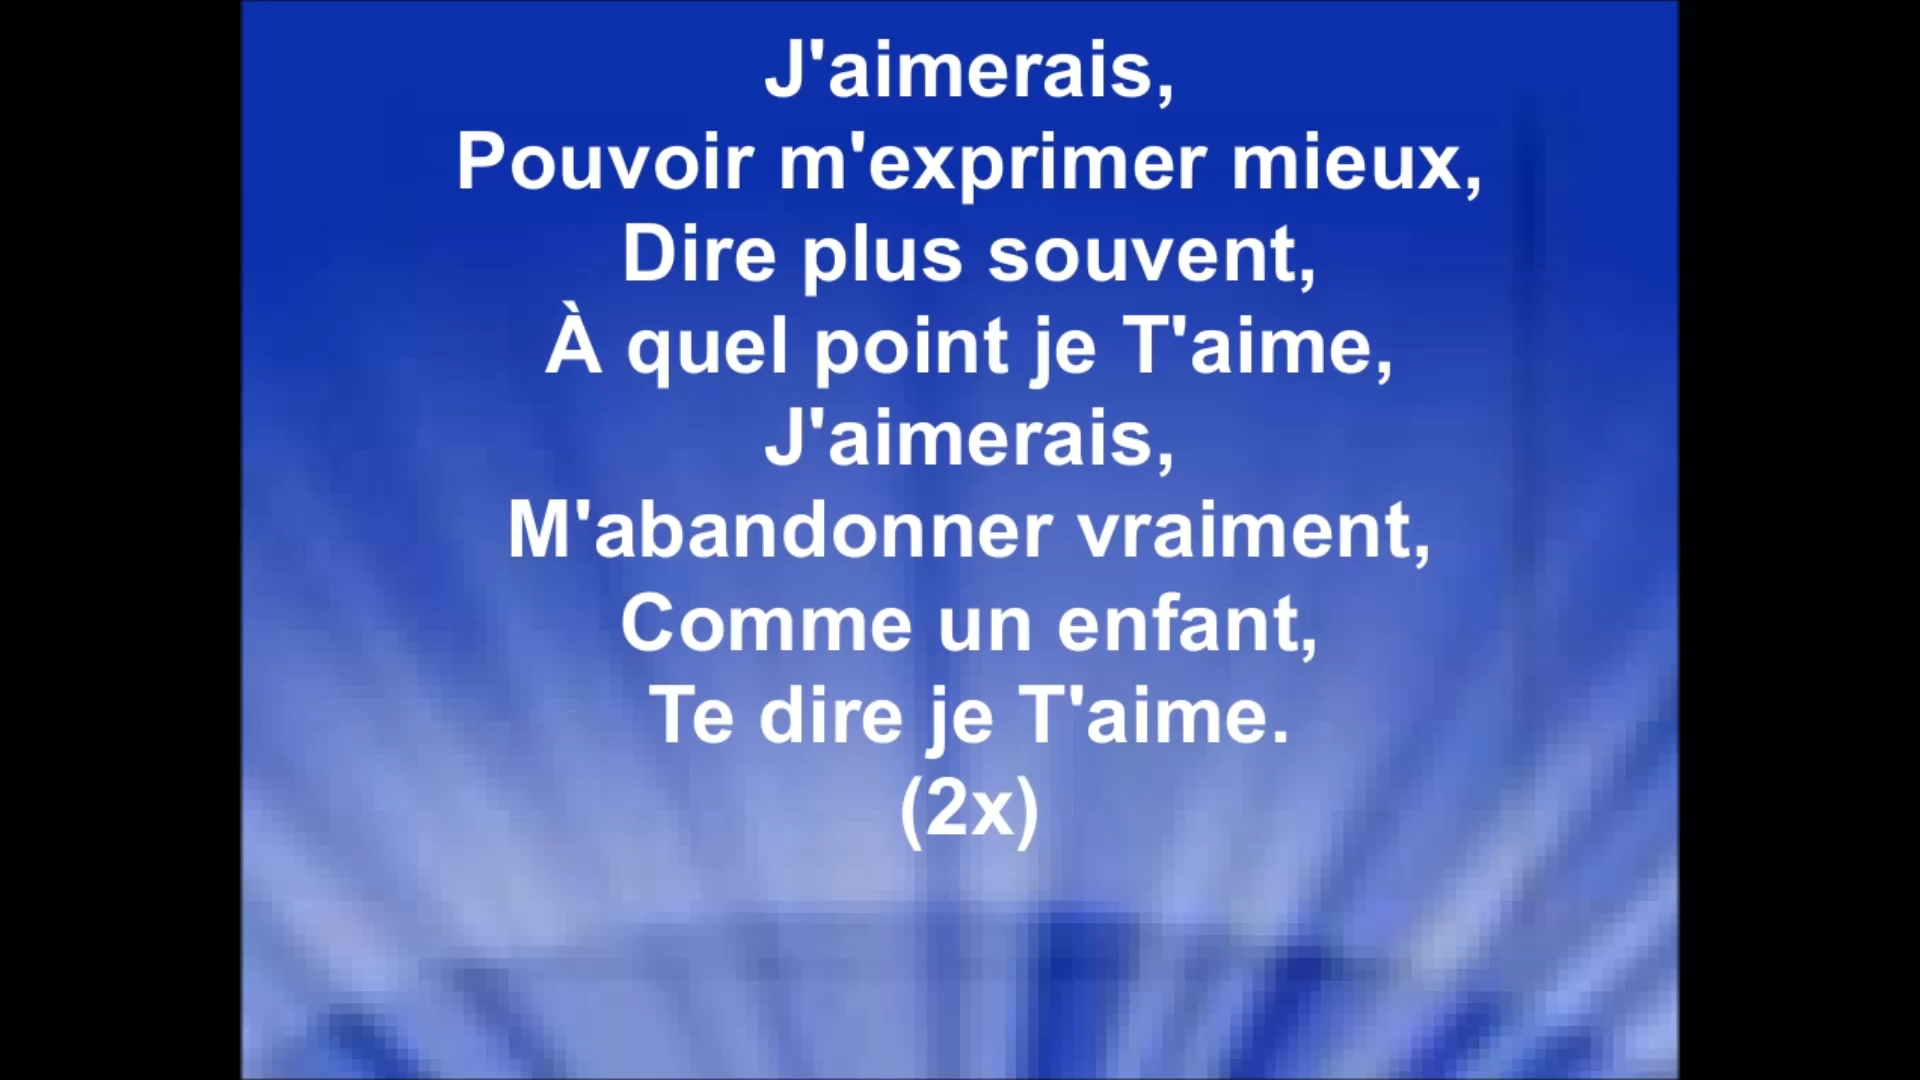 J'aimerais,
Pouvoir m'exprimer mieux,
Dire plus souvent,
À quel point je T'aime,
J'aimerais,
M'abandonner vraiment,
Comme un enfant,
Te dire je T'aime.
(2x)